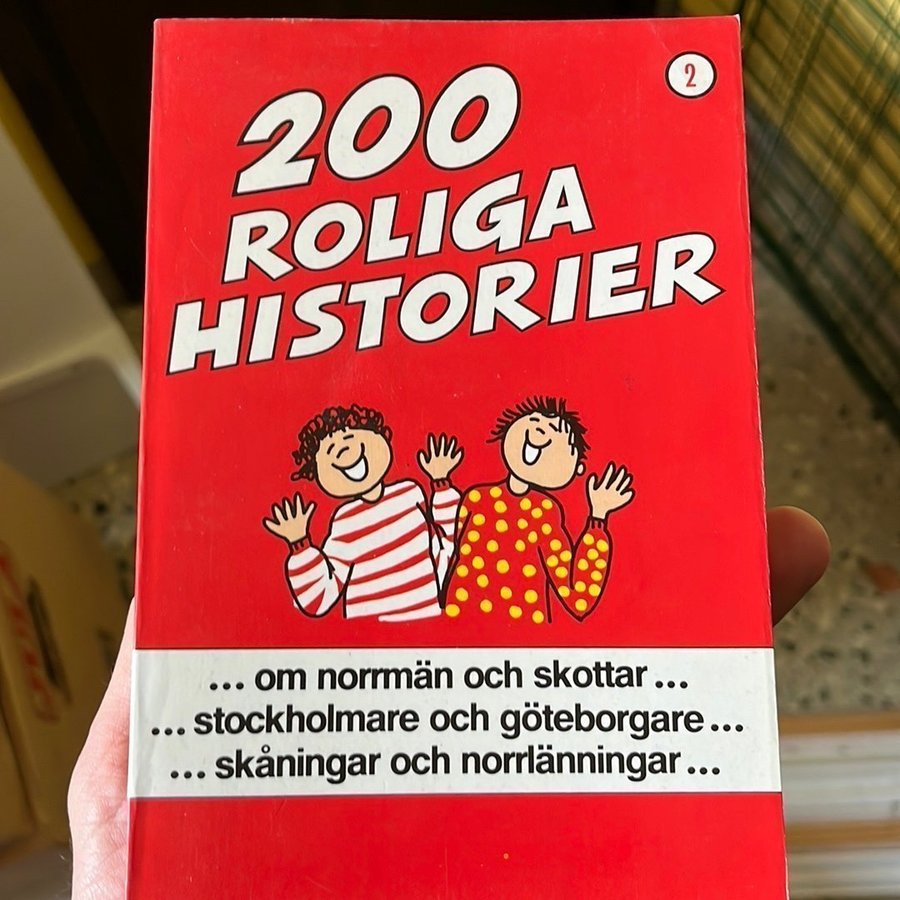 2
200
ROLIGA
HISTORIER
... om norrmän och skottar ...
... stockholmare och göteborgare ...
... skåningar och norrlänningar ...